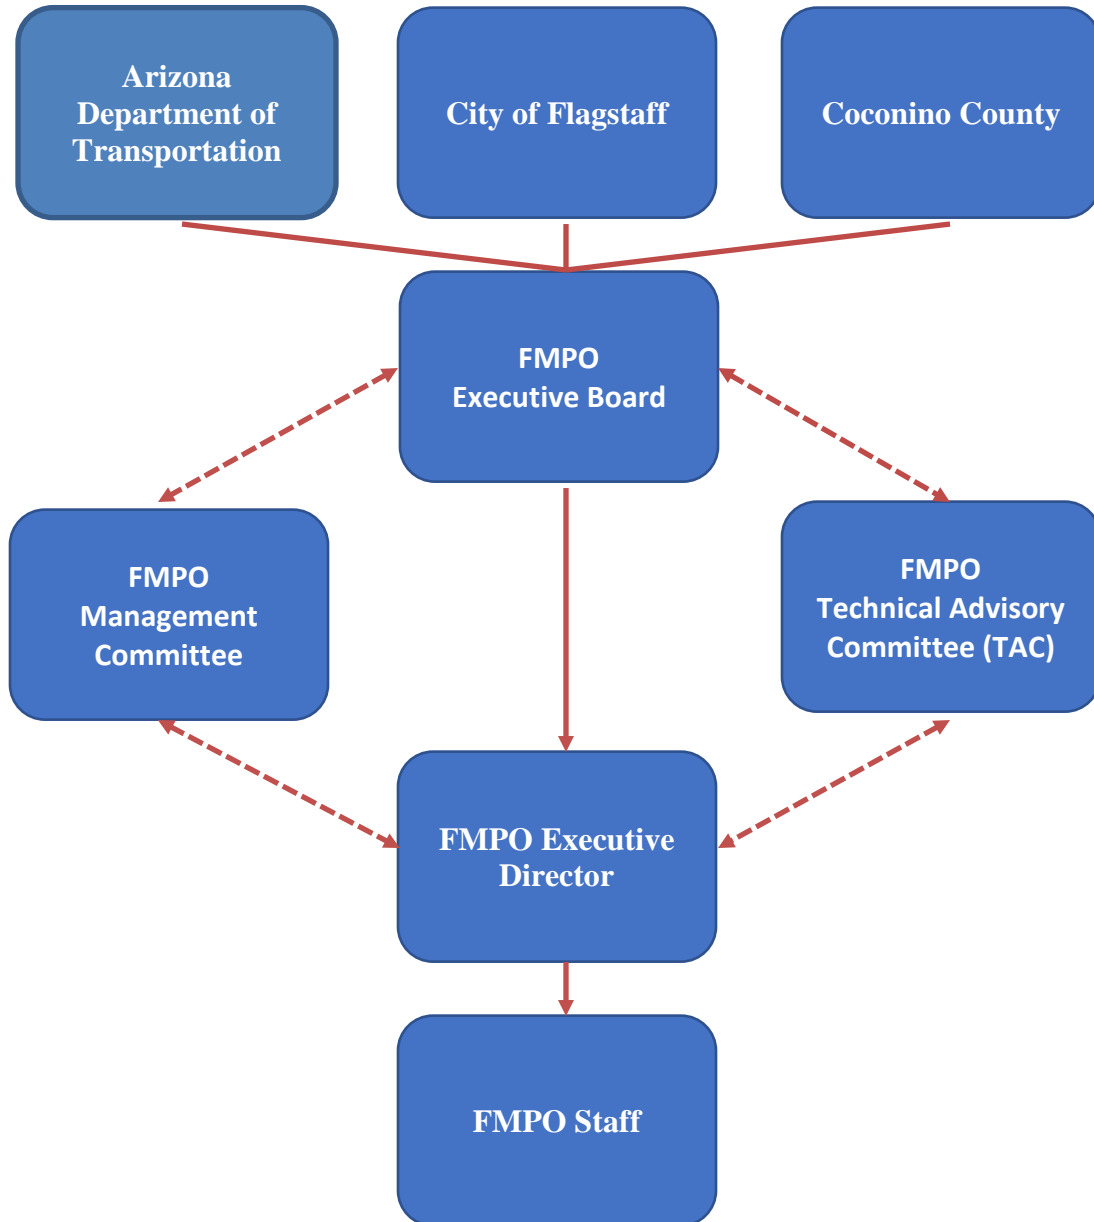 Arizona
Department of
Transportation
City of Flagstaff
Coconino County
FMPO
Executive Board
FMPO
Management
Committee
FMPO
Technical Advisory
Committee (TAC)
FMPO Executive
Director
FMPO Staff